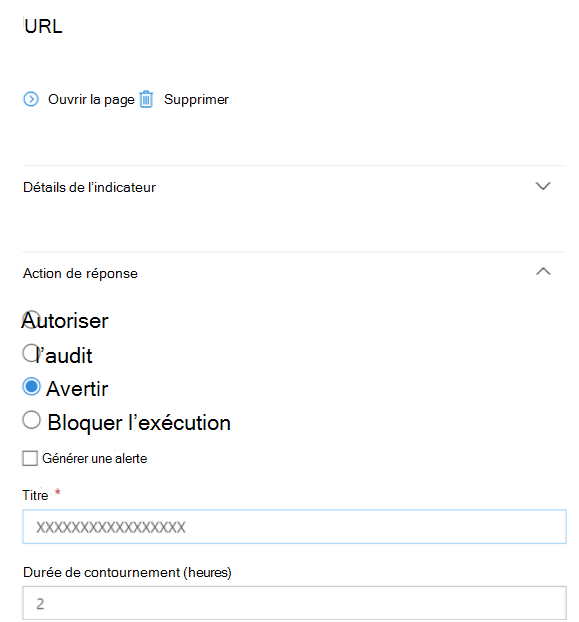 URL
Ouvrir la page Supprimer
Détails de l’indicateur
Action de réponse
Autoriser
l’audit
Avertir
Bloquer l’exécution
Générer une alerte
Titre *
XXXXXXXXXXXXXXXXX
Durée de contournement (heures)
2